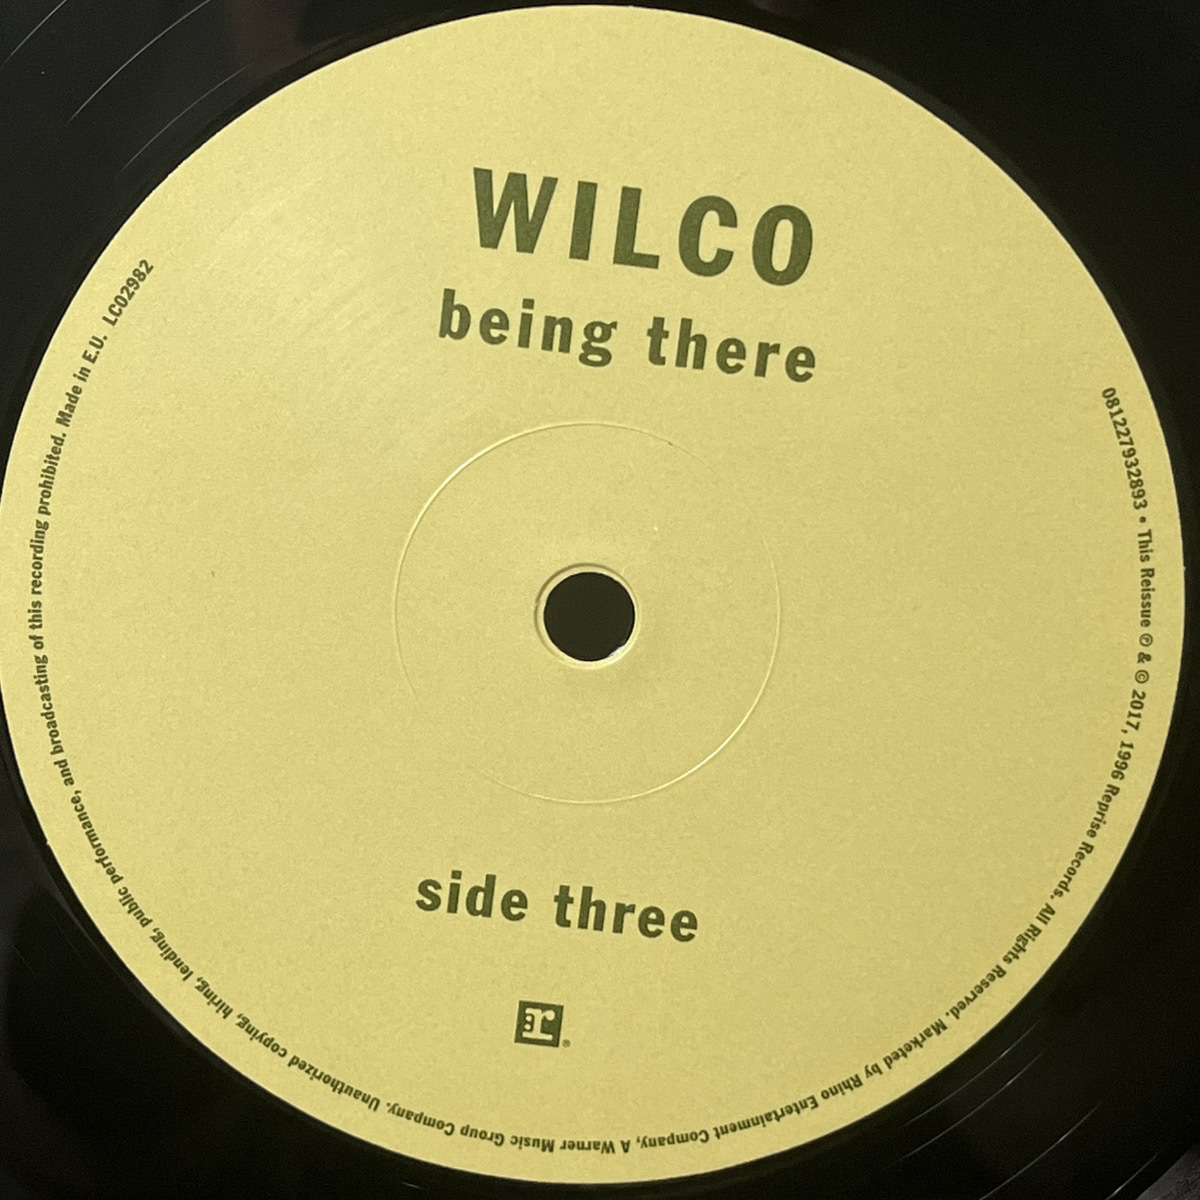 WILCO
being there
side three
r
®
081227932893 • This Reissue ℗ & © 2017, 1996 Reprise Records. All Rights Reserved. Marketed by Rhino Entertainment Company, A Warner Music Group Company. Unauthorized copying, hiring, lending, public performance, and broadcasting of this recording prohibited. Made in E.U. LC02982